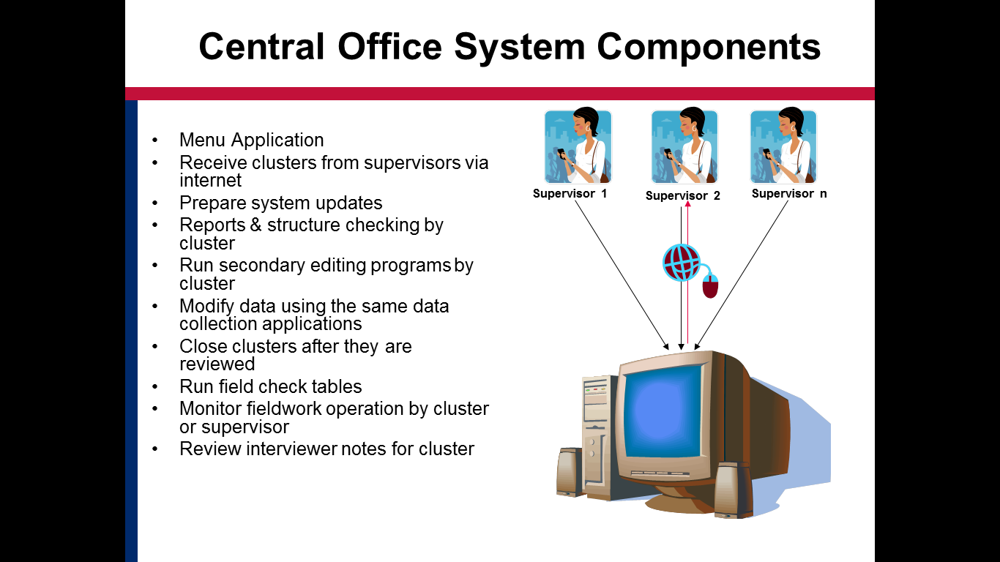 Central Office System Components
• Menu Application
• Receive clusters from supervisors via
internet
• Prepare system updates
• Reports & structure checking by
cluster
• Run secondary editing programs by
cluster
• Modify data using the same data
collection applications
• Close clusters after they are
reviewed
• Run field check tables
• Monitor fieldwork operation by cluster
or supervisor
• Review interviewer notes for cluster
Supervisor 1
Supervisor 2
Supervisor n